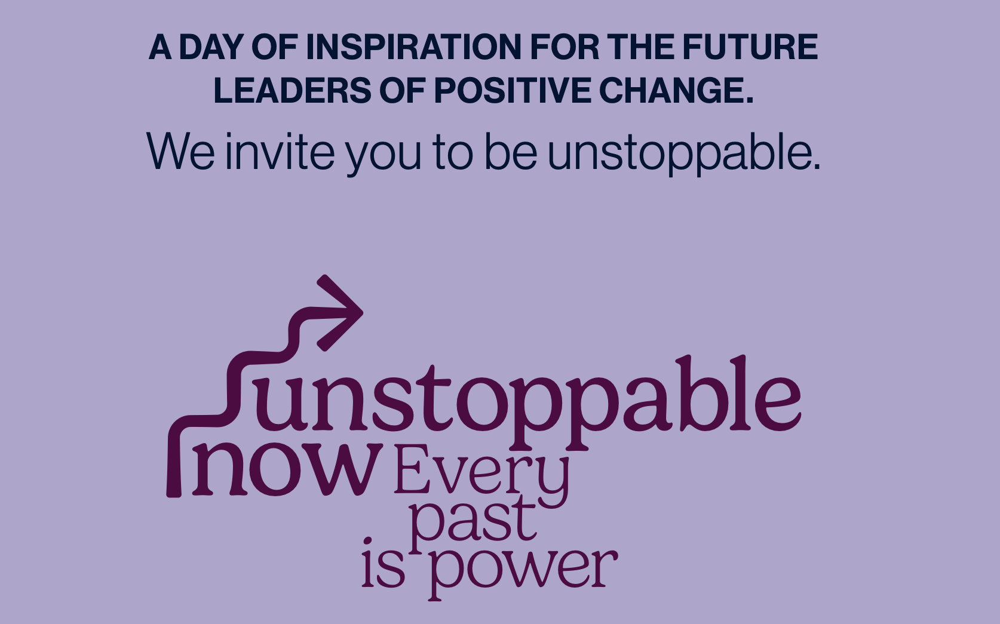 A DAY OF INSPIRATION FOR THE FUTURE
LEADERS OF POSITIVE CHANGE.
We invite you to be unstoppable.
unstoppable
now Every
past
is power